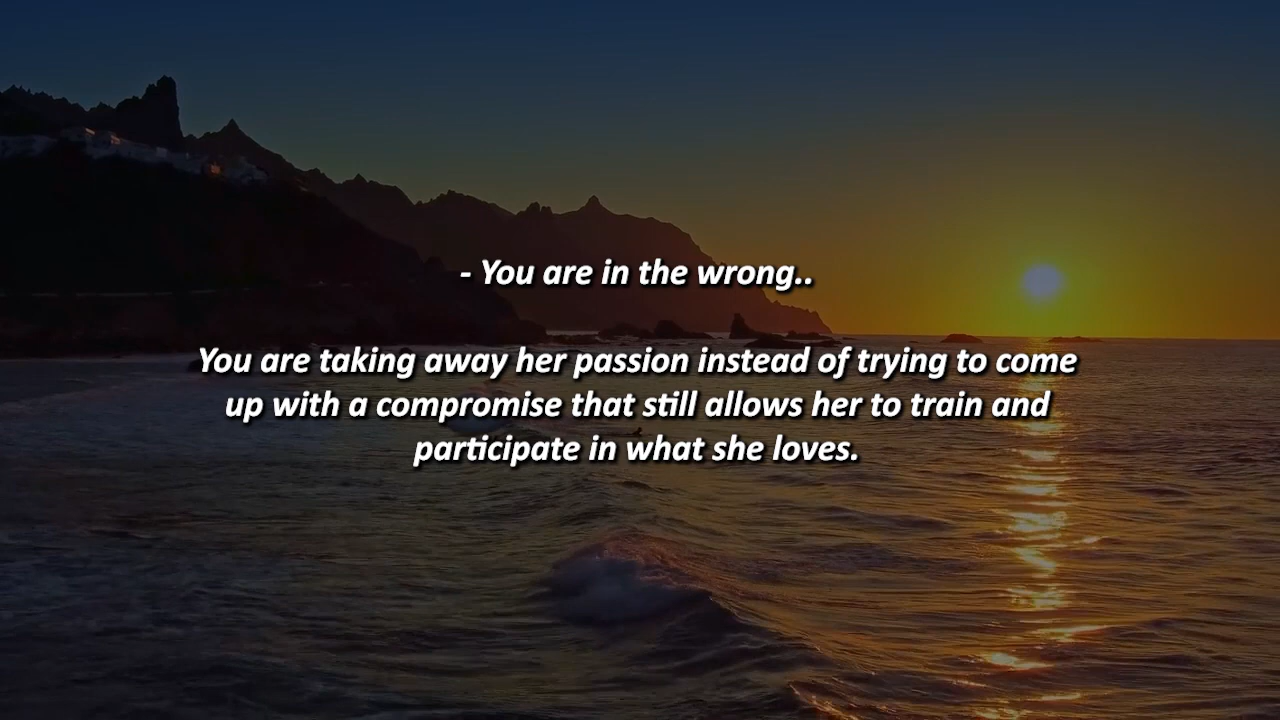 - You are in the wrong..
You are taking away her passion instead of trying to come
up with a compromise that still allows her to train and
participate in what she loves.